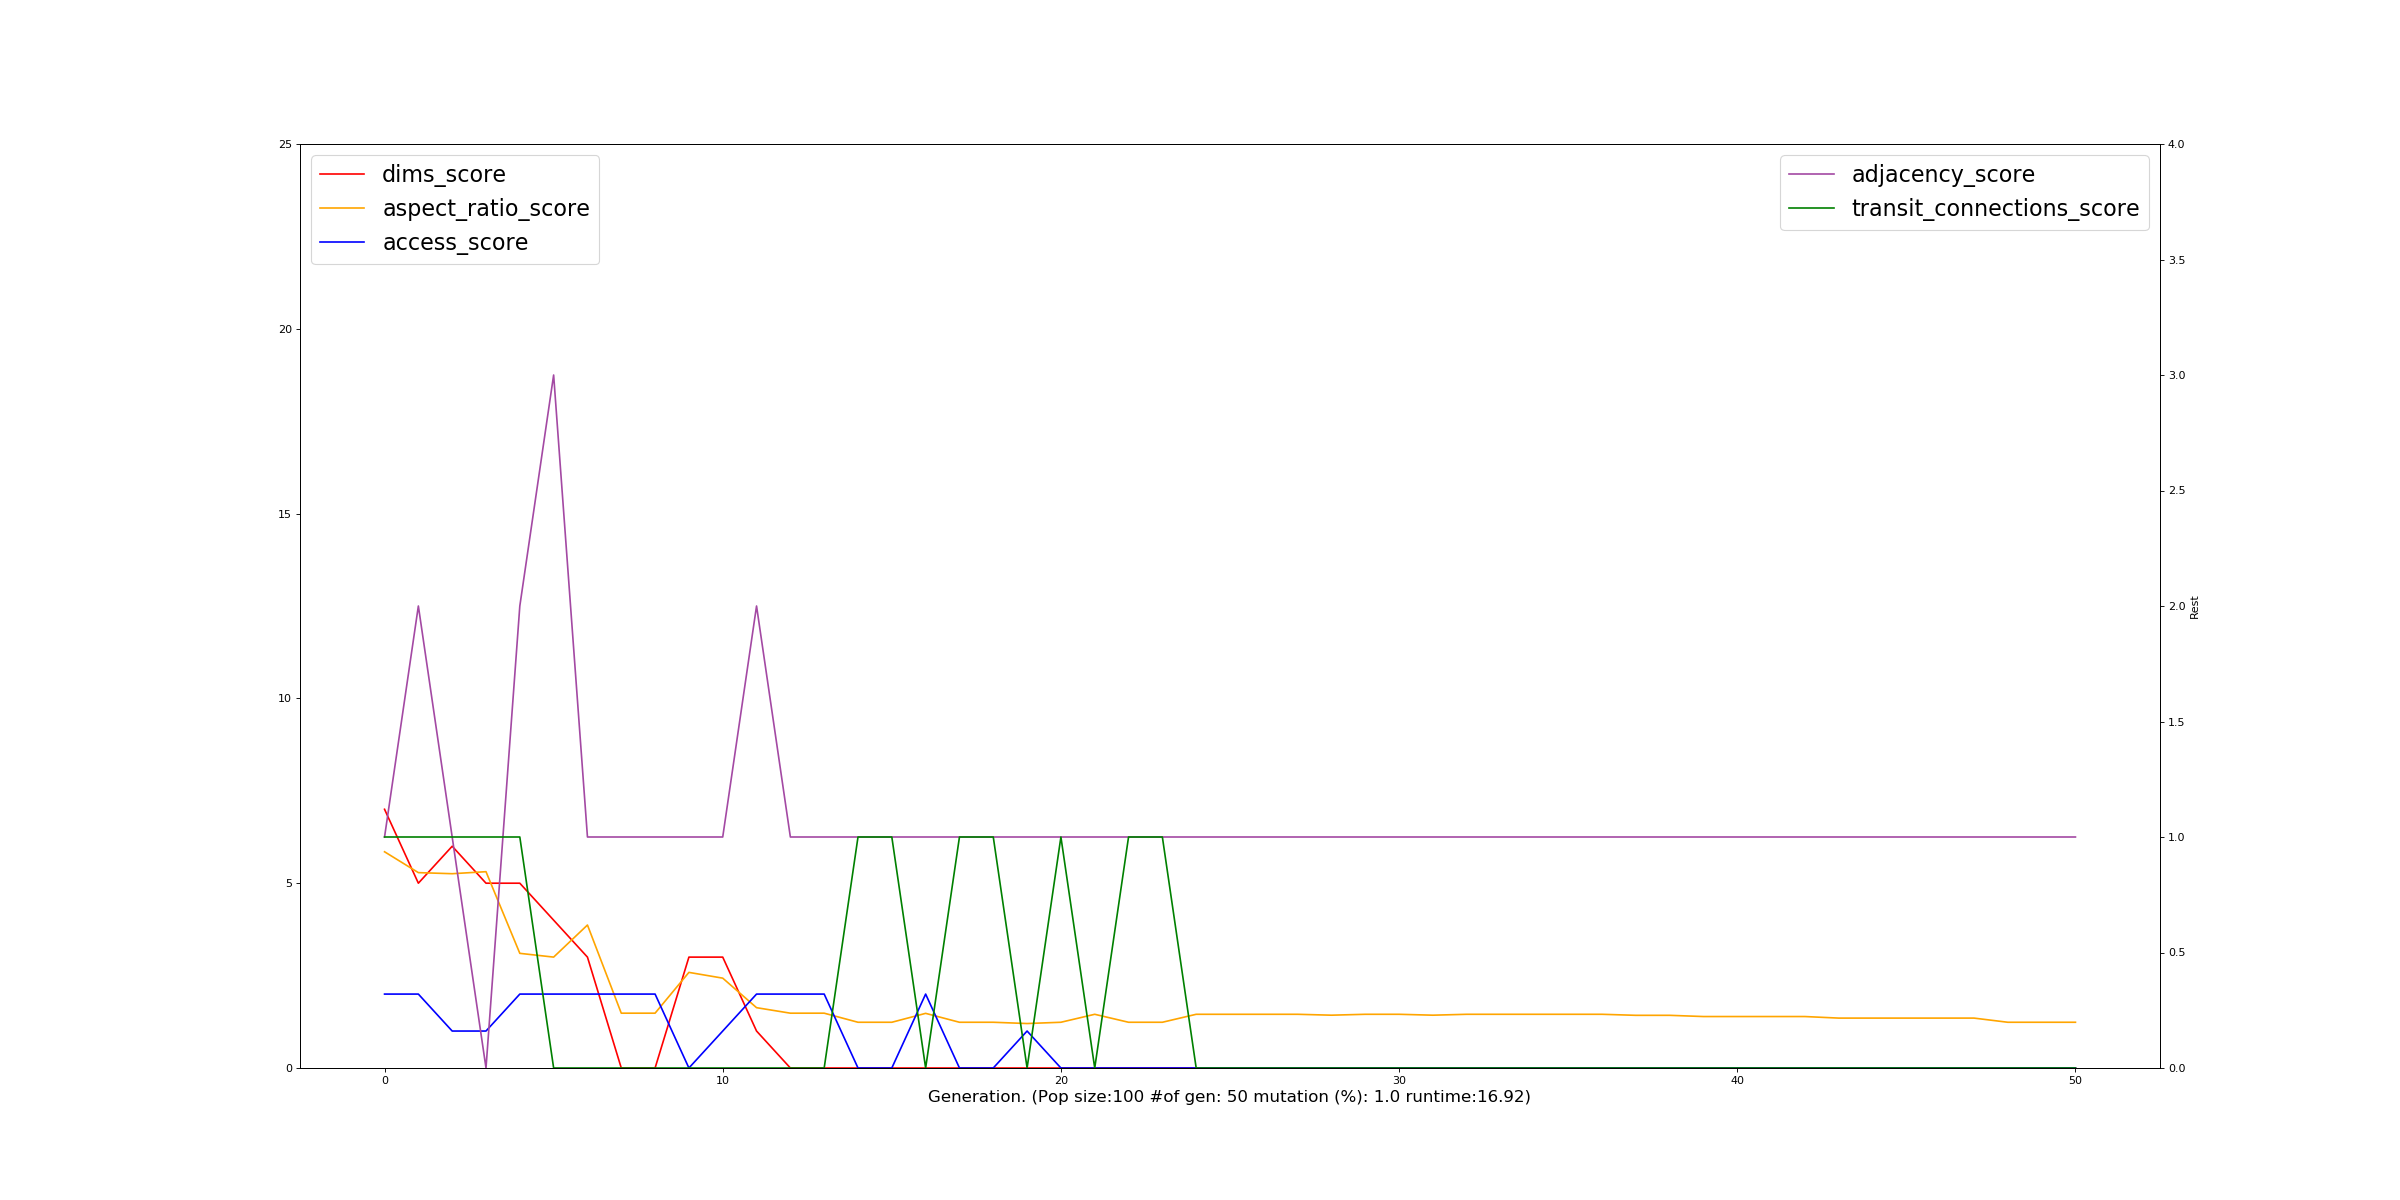 dims_score
aspect_ratio_score
access_score
adjacency_score
transit_connections_score
25
20
15
10
5
0
4.0
3.5
3.0
2.5
2.0
1.5
1.0
0.5
0.0
Rest
0 10 20 30 40 50
Generation. (Pop size:100 #of gen: 50 mutation (%): 1.0 runtime:16.92)